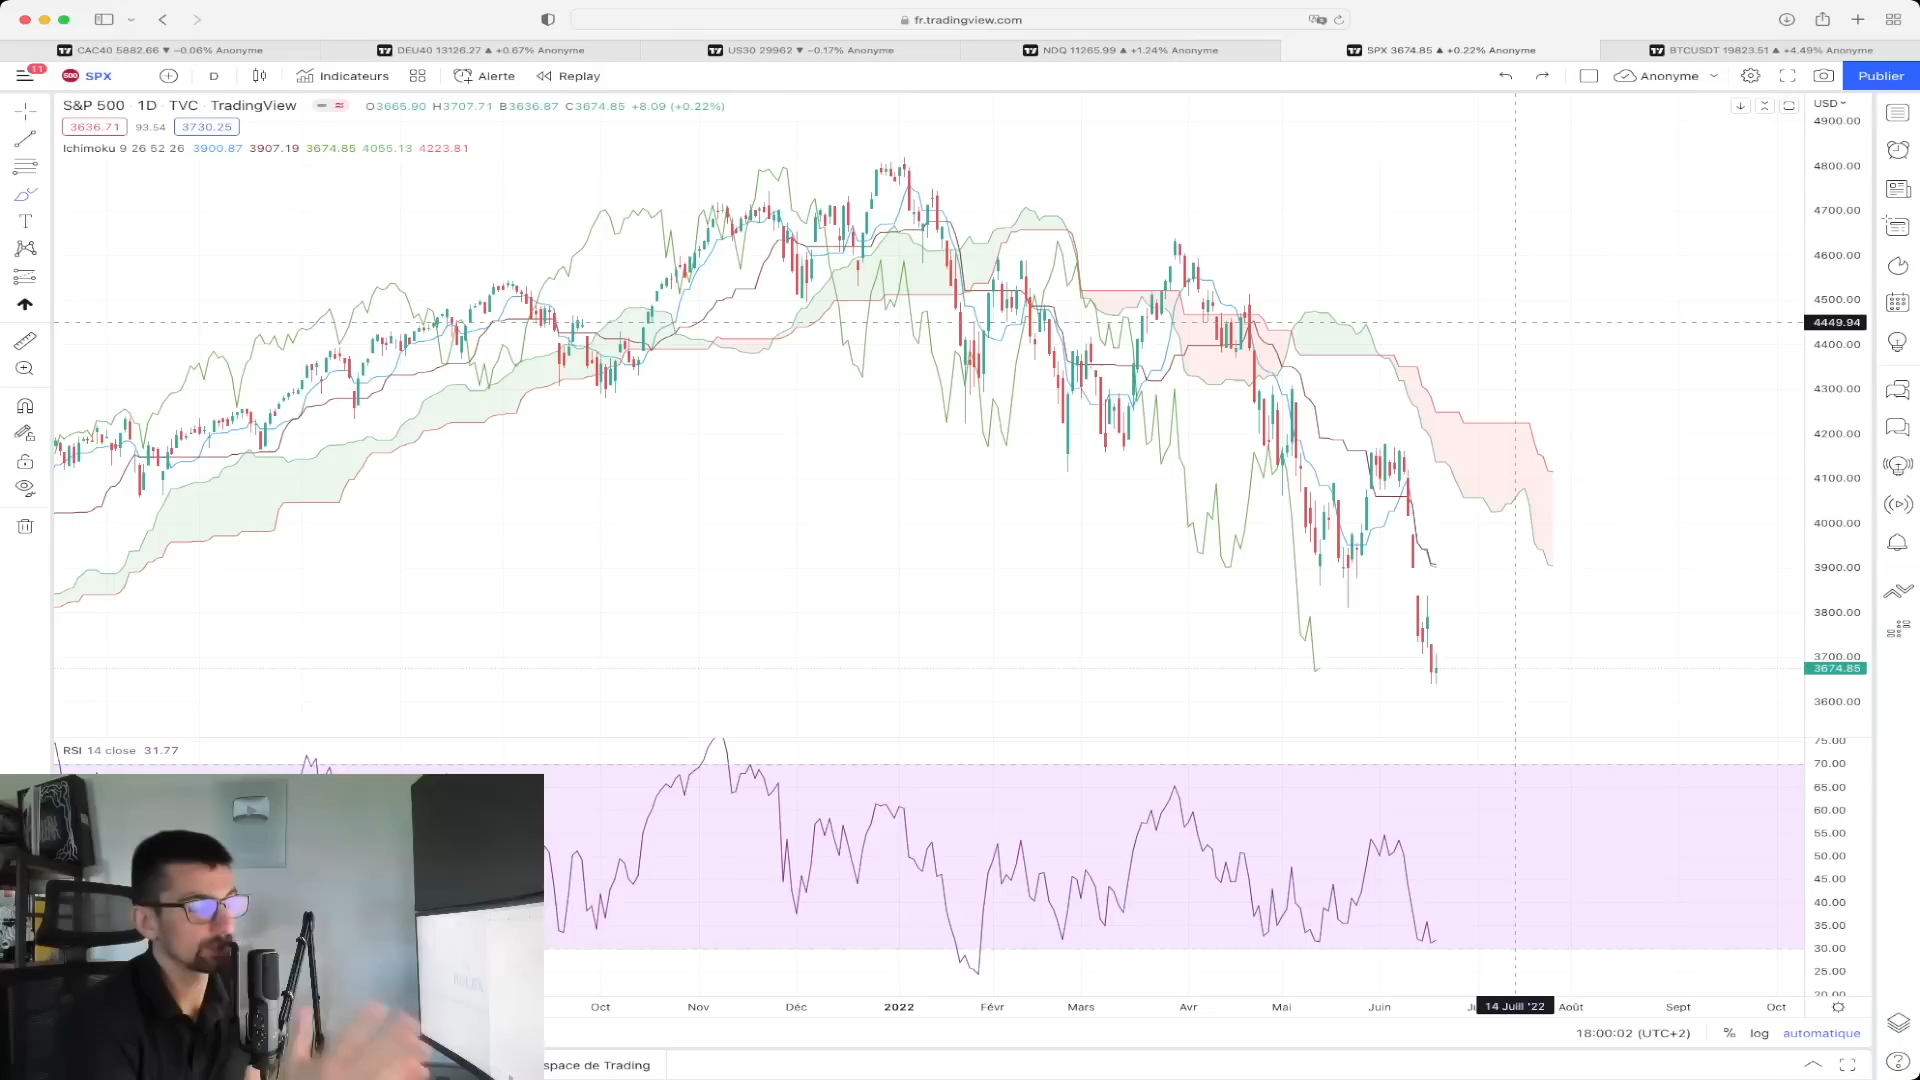 fr.tradingview.com
CAC40 5882.66 ▼ −0.06% Anonyme
DEU40 13126.27 ▲ +0.67% Anonyme
US30 29962 ▼ −0.17% Anonyme
NDQ 11265.99 ▲ +1.24% Anonyme
SPX 3674.85 ▲ +0.22% Anonyme
BTCUSDT 19823.51 ▲ +4.49% Anonyme
11
500 SPX
D
Indicateurs
Alerte
Replay
Anonyme
Publier
S&P 500 · 1D · TVC · TradingView
O3665.90 H3707.71 B3636.87 C3674.85 +8.09 (+0.22%)
3636.71 93.54 3730.25
Ichimoku 9 26 52 26 3900.87 3907.19 3674.85 4055.13 4223.81
USD
4900.00
4800.00
4700.00
4600.00
4500.00
4449.94
4400.00
4300.00
4200.00
4100.00
4000.00
3900.00
3800.00
3700.00
3674.85
3600.00
RSI 14 close 31.77
75.00
70.00
65.00
60.00
55.00
50.00
45.00
40.00
35.00
30.00
25.00
20.00
Oct Nov Déc 2022 Févr Mars Avr Mai Juin 14 Juill '22 Août Sept Oct
18:00:02 (UTC+2) % log automatique
space de Trading